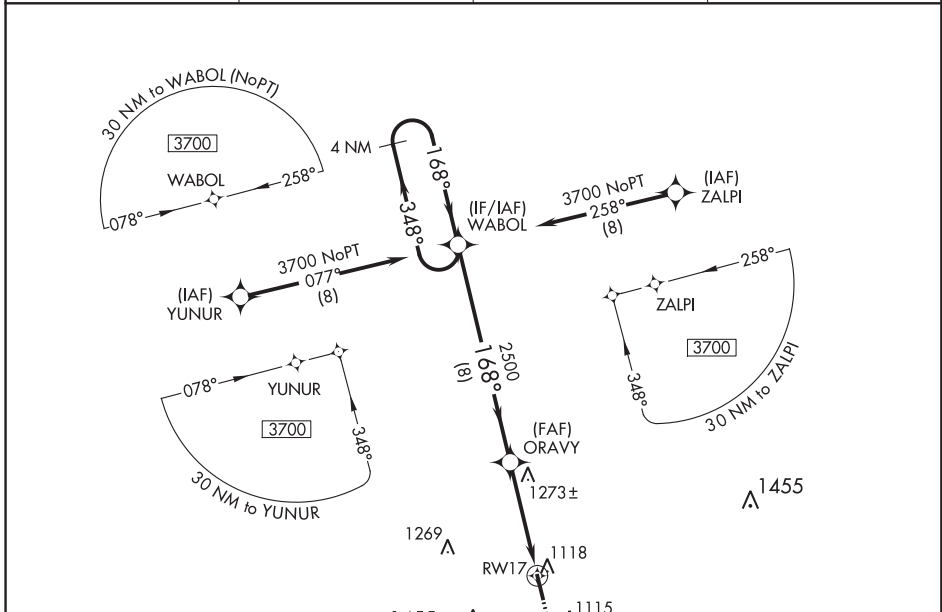 30 NM to WABOL (NoPT)
3700
WABOL
078°
258°
4 NM
168°
348°
(IF/IAF)
WABOL
3700 NoPT
258°
(8)
(IAF)
ZALPI
3700 NoPT
077°
(8)
(IAF)
YUNUR
258°
ZALPI
3700
348°
30 NM to ZALPI
078°
YUNUR
3700
348°
30 NM to YUNUR
2500
168°
(8)
(FAF)
ORAVY
1273±
1455
1269
RW17
1118
1115